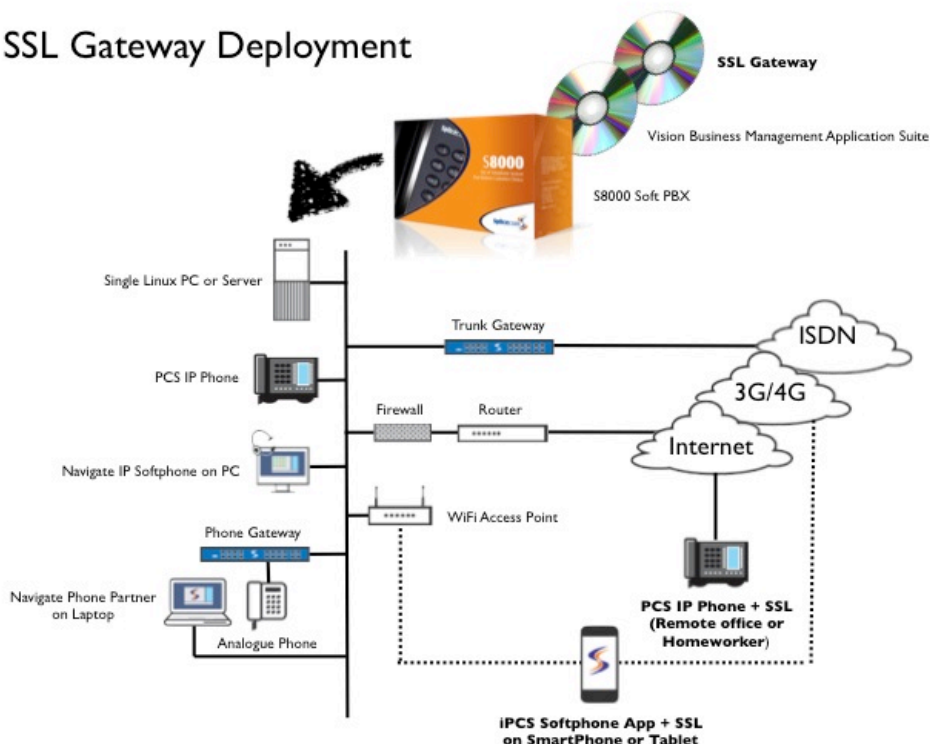 SSL Gateway Deployment
SSL Gateway
Vision Business Management Application Suite
S8000
S8000 Soft PBX
Single Linux PC or Server
Trunk Gateway
ISDN
PCS IP Phone
3G/4G
Firewall
Router
Internet
Navigate IP Softphone on PC
WiFi Access Point
Phone Gateway
Navigate Phone Partner
on Laptop
Analogue Phone
PCS IP Phone + SSL
(Remote office or
Homeworker)
iPCS Softphone App + SSL
on SmartPhone or Tablet